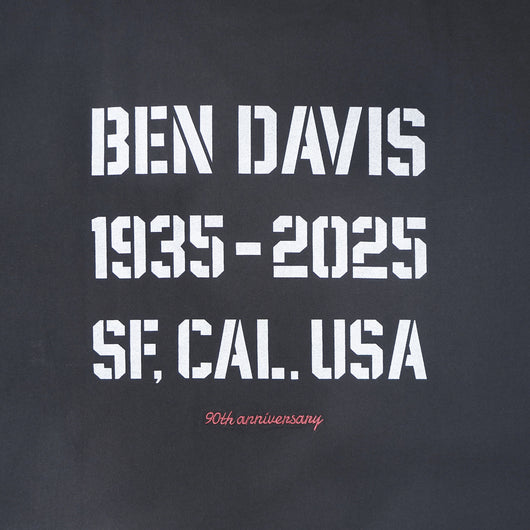 BEN DAVIS
1935-2025
SF, CAL. USA
90th anniversary